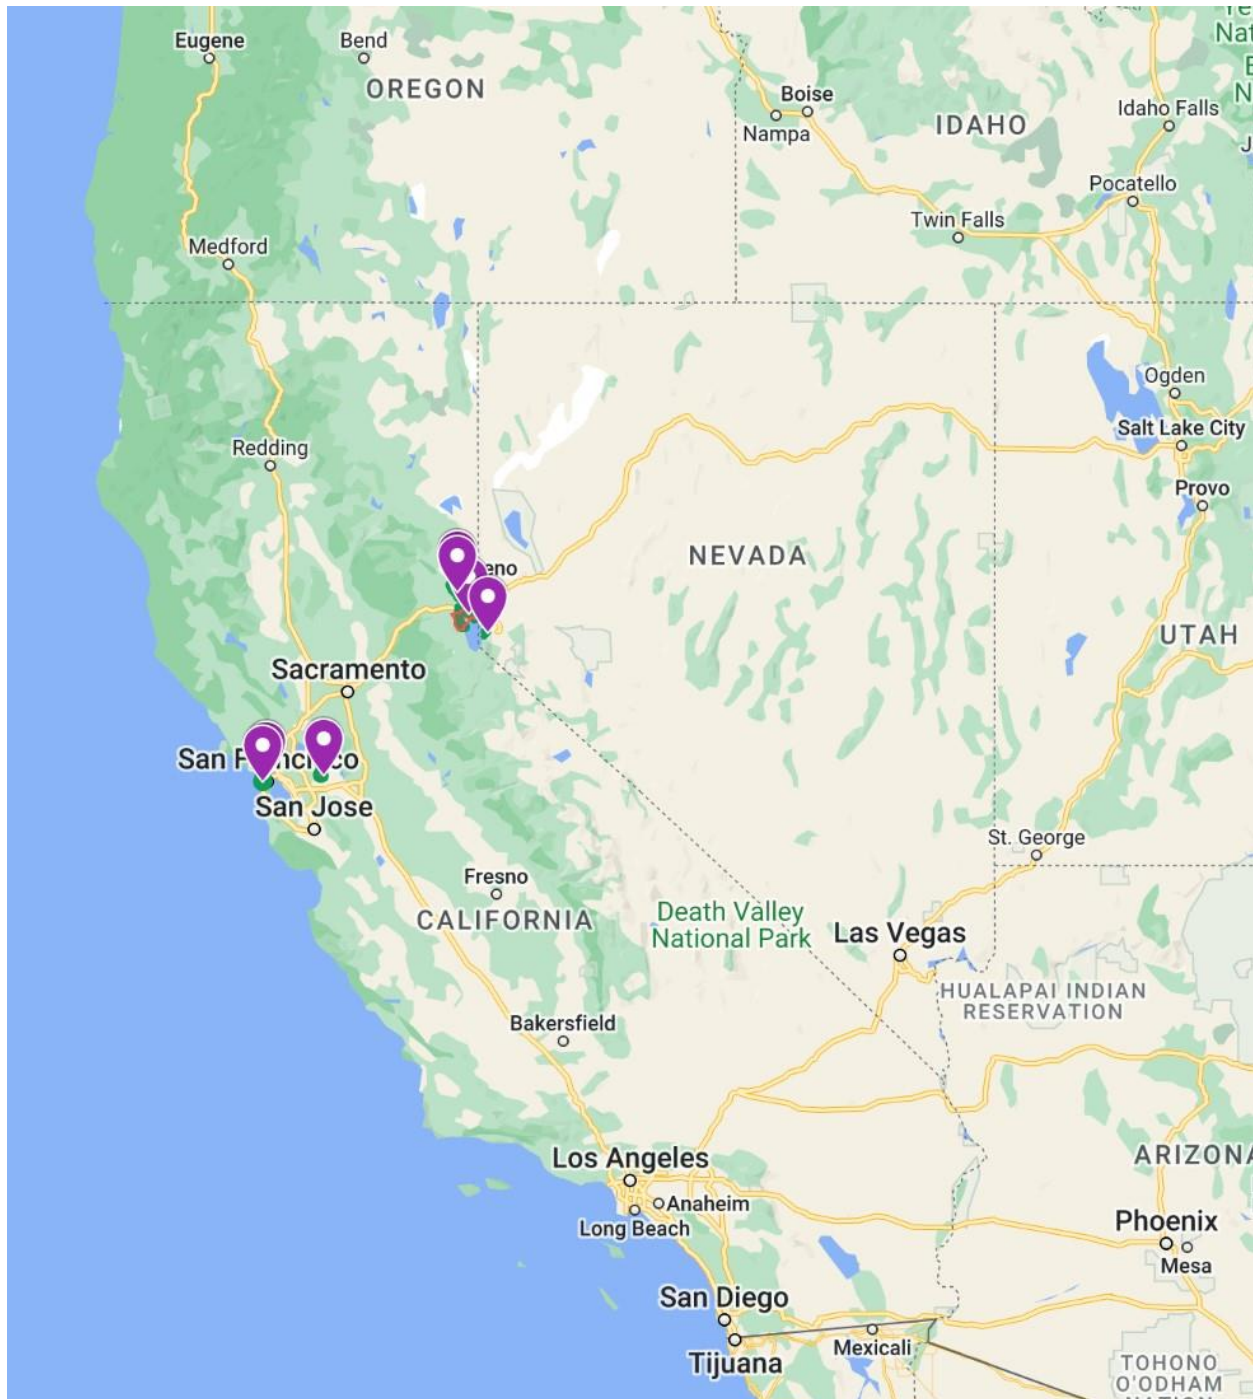 Eugene
Bend
OREGON
Boise
Nampa
IDAHO
Idaho Falls
Pocatello
Twin Falls
Medford
Ogden
Salt Lake City
Provo
Redding
NEVADA
UTAH
Sacramento
San Jose
St. George
Fresno
CALIFORNIA
Death Valley
National Park
Las Vegas
HUALAPAI INDIAN
RESERVATION
Bakersfield
Los Angeles
Anaheim
Long Beach
ARIZONA
Phoenix
Mesa
San Diego
Tijuana
Mexicali
TOHONO
O'ODHAM